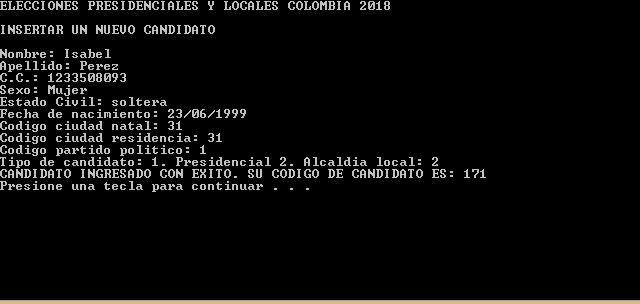 ELECCIONES PRESIDENCIALES Y LOCALES COLOMBIA 2018
INSERTAR UN NUEVO CANDIDATO
Nombre: Isabel
Apellido: Perez
C.C.: 1233508093
Sexo: Mujer
Estado Civil: soltera
Fecha de nacimiento: 23/06/1999
Codigo ciudad natal: 31
Codigo ciudad residencia: 31
Codigo partido politico: 1
Tipo de candidato: 1. Presidencial 2. Alcaldia local: 2
CANDIDATO INGRESADO CON EXITO. SU CODIGO DE CANDIDATO ES: 171
Presione una tecla para continuar . . .